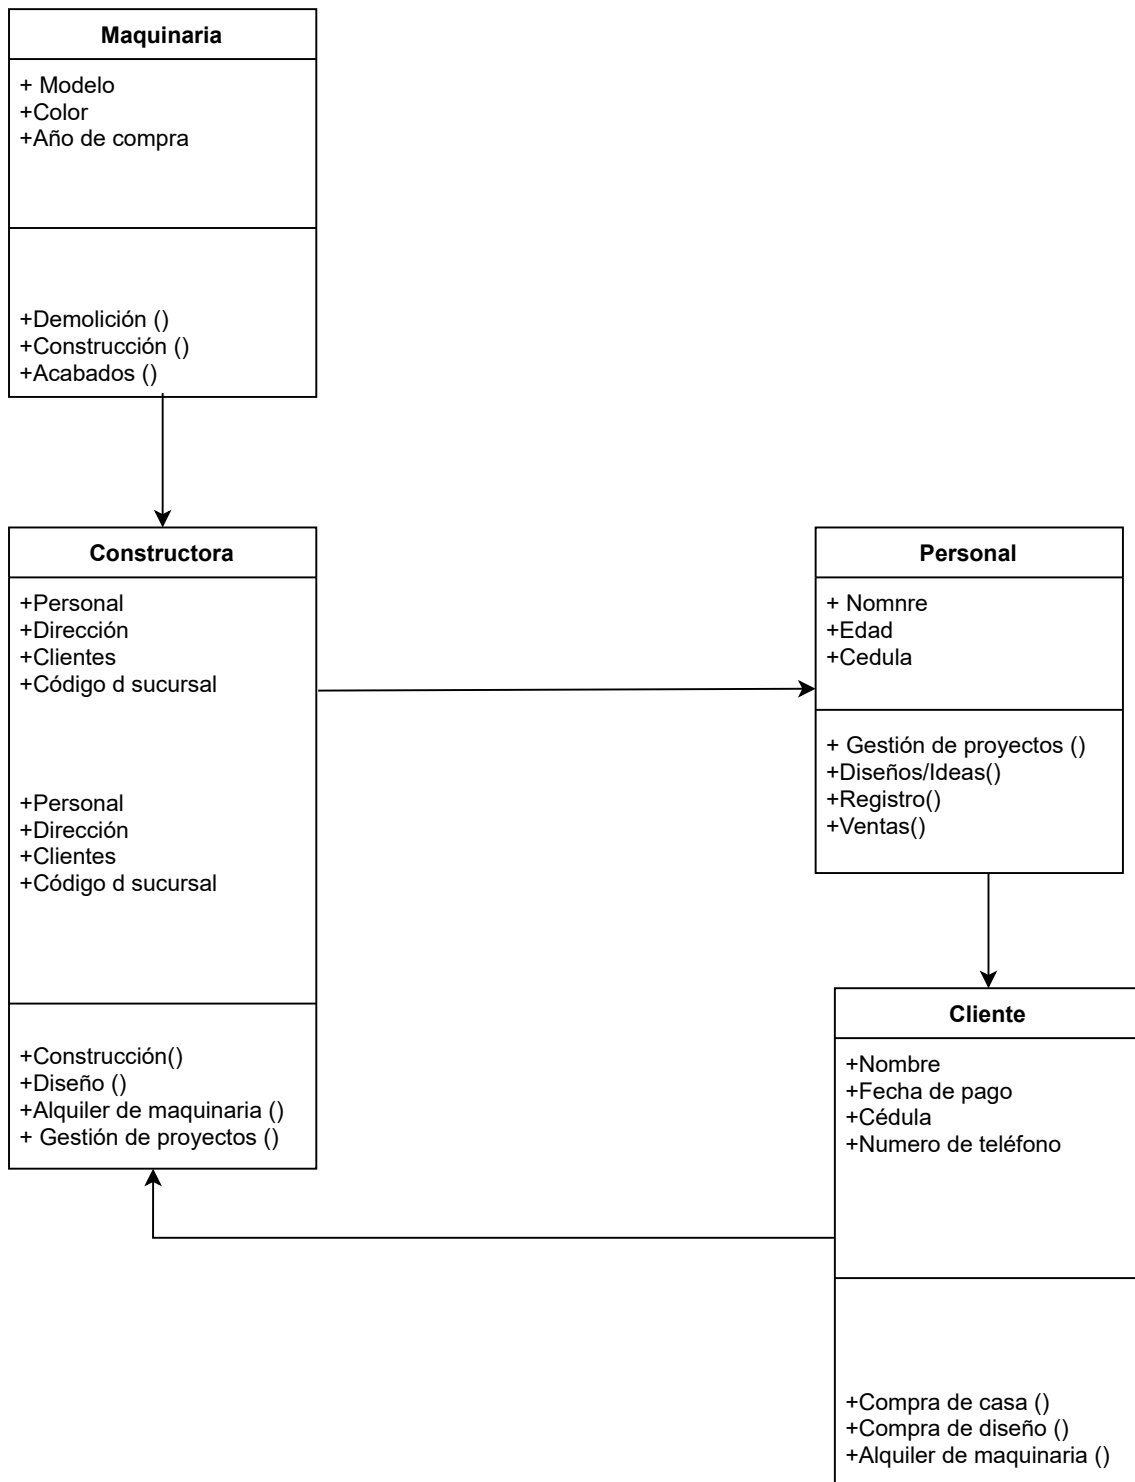 Maquinaria
+ Modelo
+Color
+Año de compra
+Demolición ()
+Construcción ()
+Acabados ()
Constructora
+Personal
+Dirección
+Clientes
+Código d sucursal
+Personal
+Dirección
+Clientes
+Código d sucursal
+Construcción()
+Diseño ()
+Alquiler de maquinaria ()
+ Gestión de proyectos ()
Personal
+ Nomnre
+Edad
+Cedula
+ Gestión de proyectos ()
+Diseños/Ideas()
+Registro()
+Ventas()
Cliente
+Nombre
+Fecha de pago
+Cédula
+Numero de teléfono
+Compra de casa ()
+Compra de diseño ()
+Alquiler de maquinaria ()